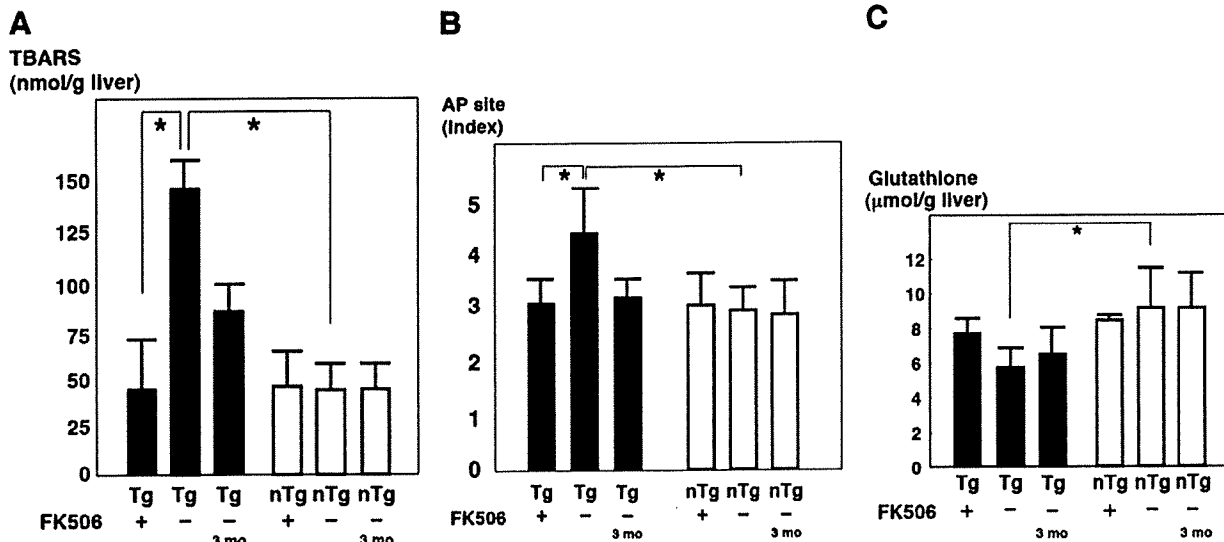 A
TBARS
(nmol/g liver)
150
125
100
75
50
25
0
* *
Tg Tg Tg nTg nTg nTg
FK506 + − − + − −
3 mo 3 mo
B
AP site
(Index)
5
4
3
2
1
0
* *
Tg Tg Tg nTg nTg nTg
FK506 + − − + − −
3 mo 3 mo
C
Glutathione
(μmol/g liver)
12
10
8
6
4
2
0
*
Tg Tg Tg nTg nTg nTg
FK506 + − − + − −
3 mo 3 mo